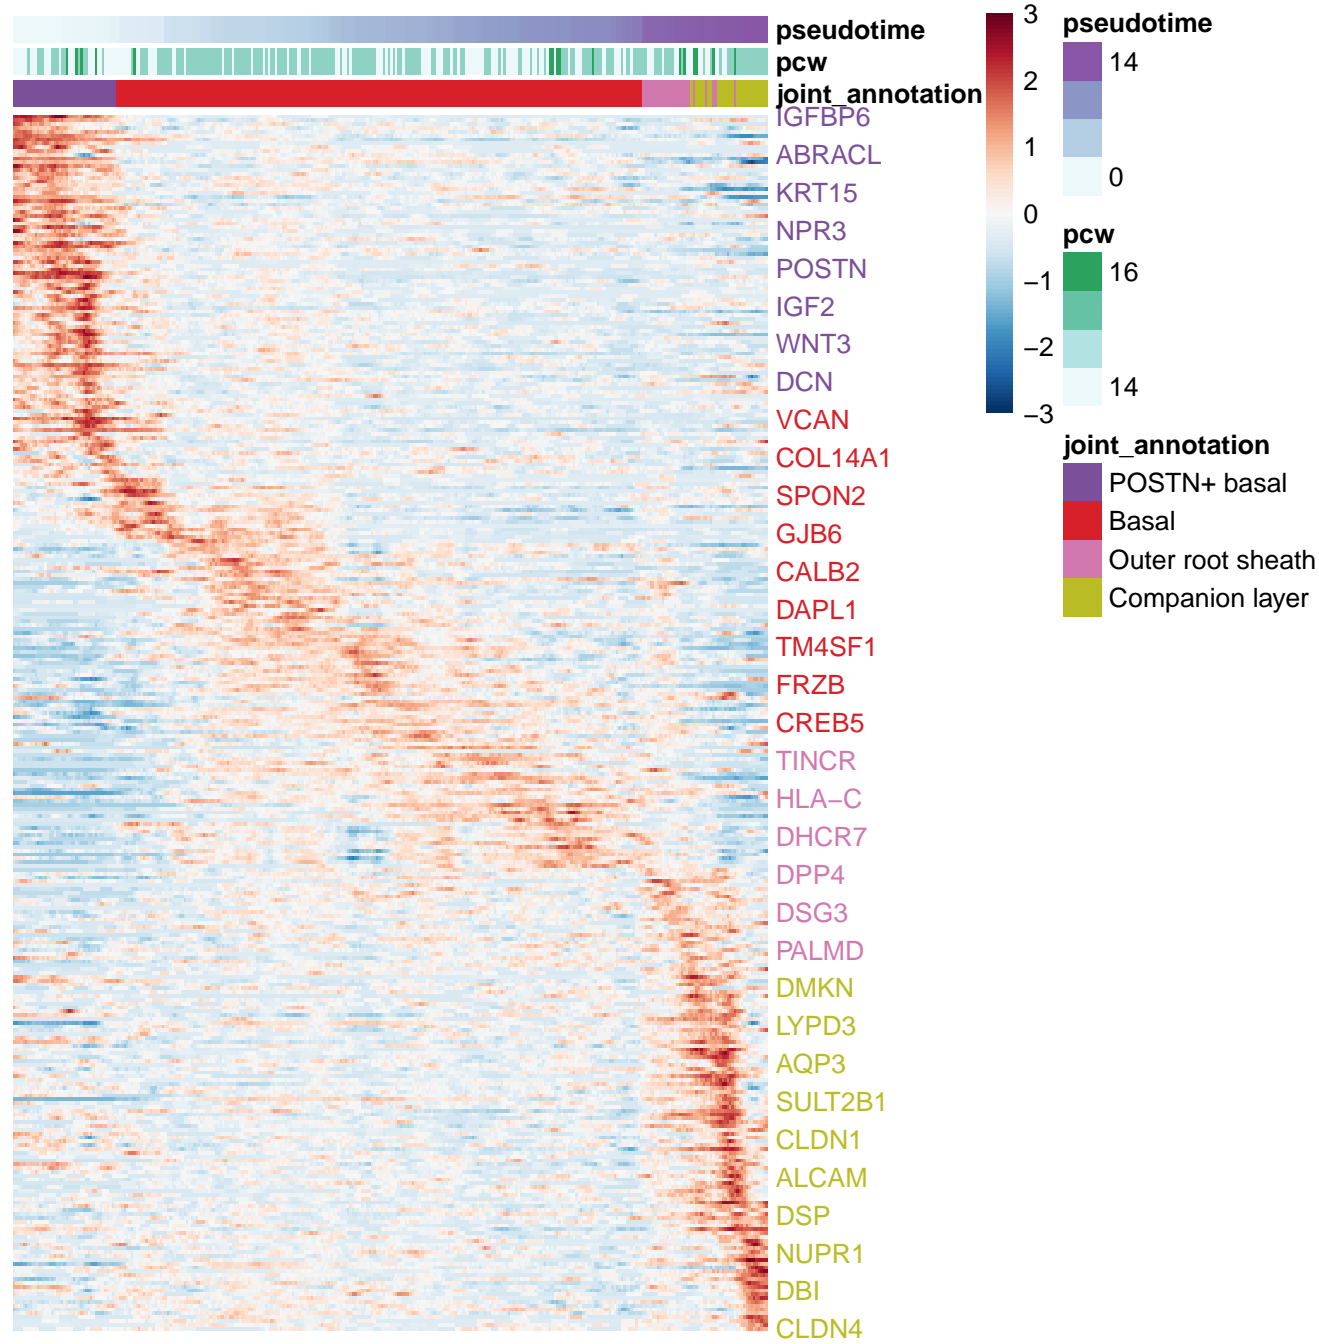 pseudotime
pcw
joint_annotation
IGFBP6
ABRACL
KRT15
NPR3
POSTN
IGF2
WNT3
DCN
VCAN
COL14A1
SPON2
GJB6
CALB2
DAPL1
TM4SF1
FRZB
CREB5
TINCR
HLA−C
DHCR7
DPP4
DSG3
PALMD
DMKN
LYPD3
AQP3
SULT2B1
CLDN1
ALCAM
DSP
NUPR1
DBI
CLDN4
3
2
1
0
−1
−2
−3
pseudotime
14
0
pcw
16
14
joint_annotation
POSTN+ basal
Basal
Outer root sheath
Companion layer